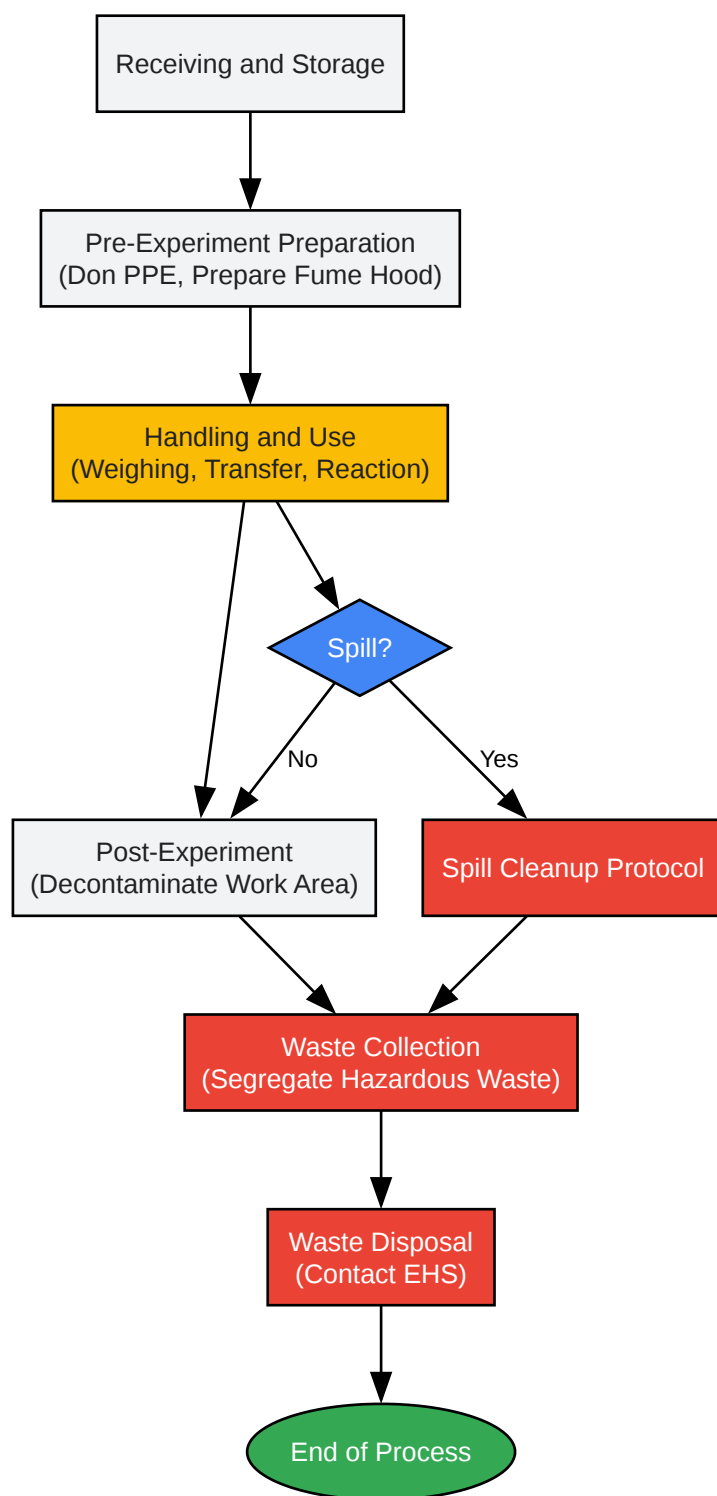 Receiving and Storage
Pre-Experiment Preparation
(Don PPE, Prepare Fume Hood)
Handling and Use
(Weighing, Transfer, Reaction)
Spill?
No
Yes
Post-Experiment
(Decontaminate Work Area)
Spill Cleanup Protocol
Waste Collection
(Segregate Hazardous Waste)
Waste Disposal
(Contact EHS)
End of Process